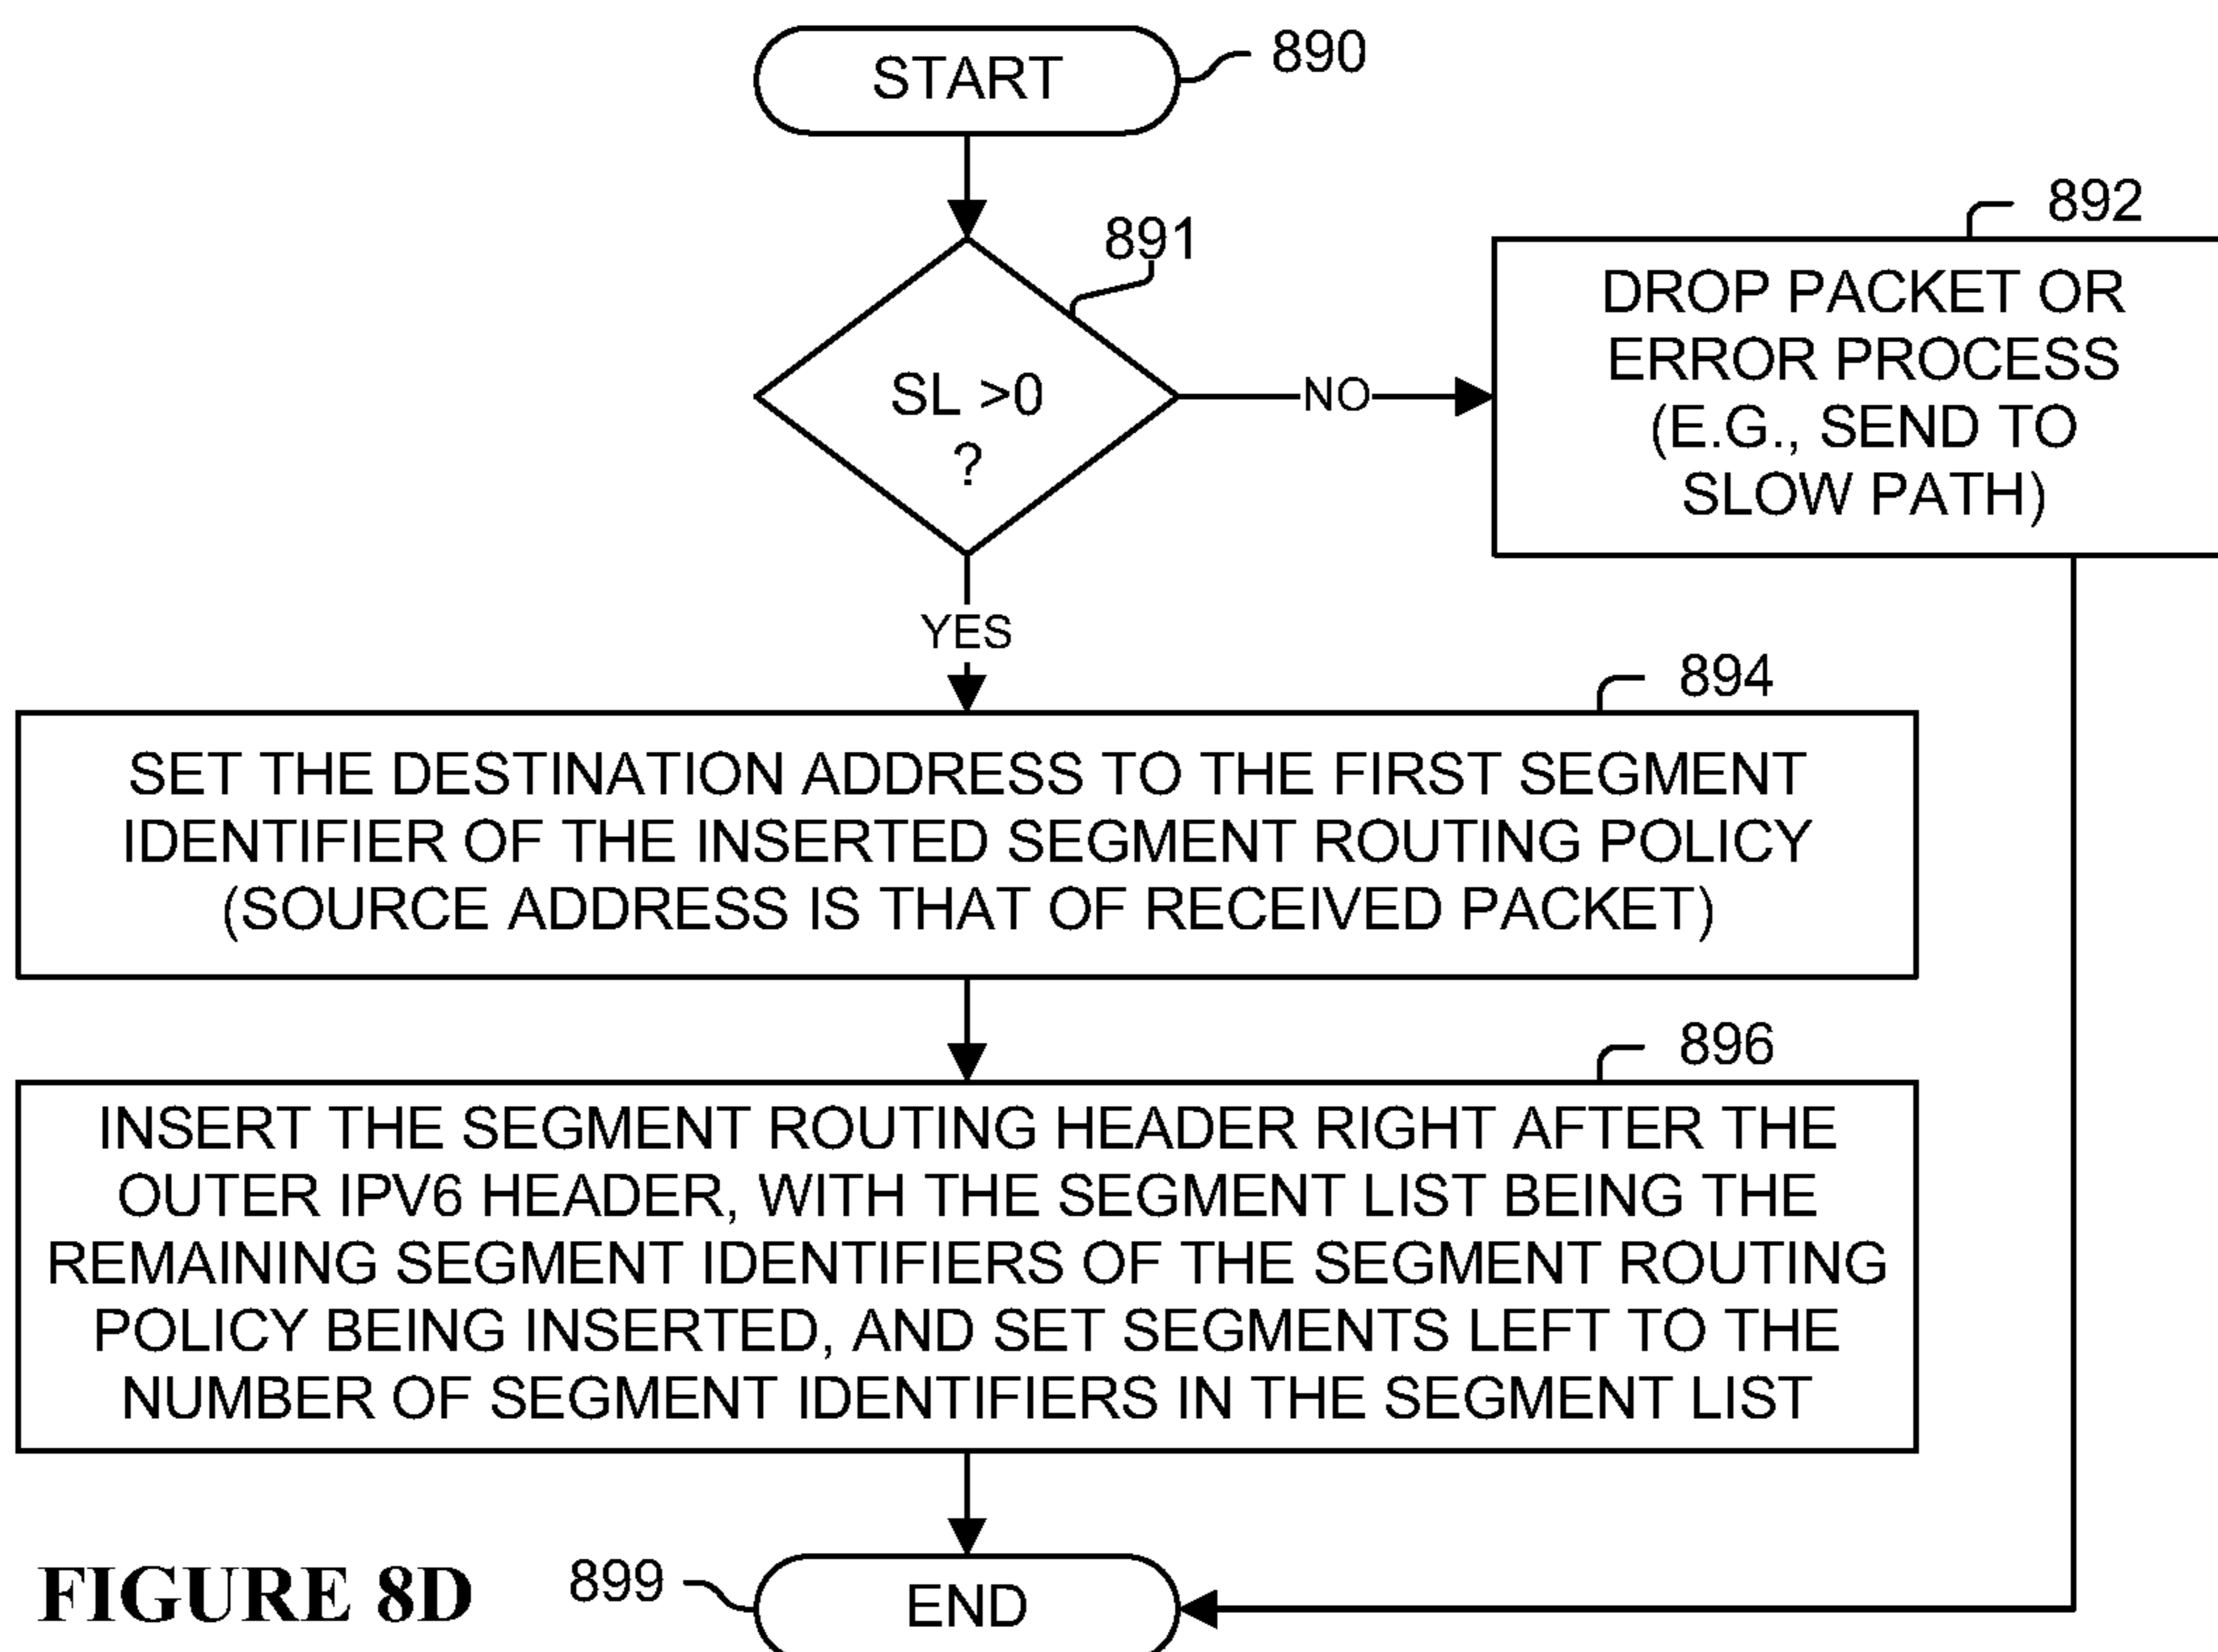 START
890
891
SL >0
?
NO
892
DROP PACKET OR
ERROR PROCESS
(E.G., SEND TO
SLOW PATH)
YES
894
SET THE DESTINATION ADDRESS TO THE FIRST SEGMENT
IDENTIFIER OF THE INSERTED SEGMENT ROUTING POLICY
(SOURCE ADDRESS IS THAT OF RECEIVED PACKET)
896
INSERT THE SEGMENT ROUTING HEADER RIGHT AFTER THE
OUTER IPV6 HEADER, WITH THE SEGMENT LIST BEING THE
REMAINING SEGMENT IDENTIFIERS OF THE SEGMENT ROUTING
POLICY BEING INSERTED, AND SET SEGMENTS LEFT TO THE
NUMBER OF SEGMENT IDENTIFIERS IN THE SEGMENT LIST
FIGURE 8D
899
END